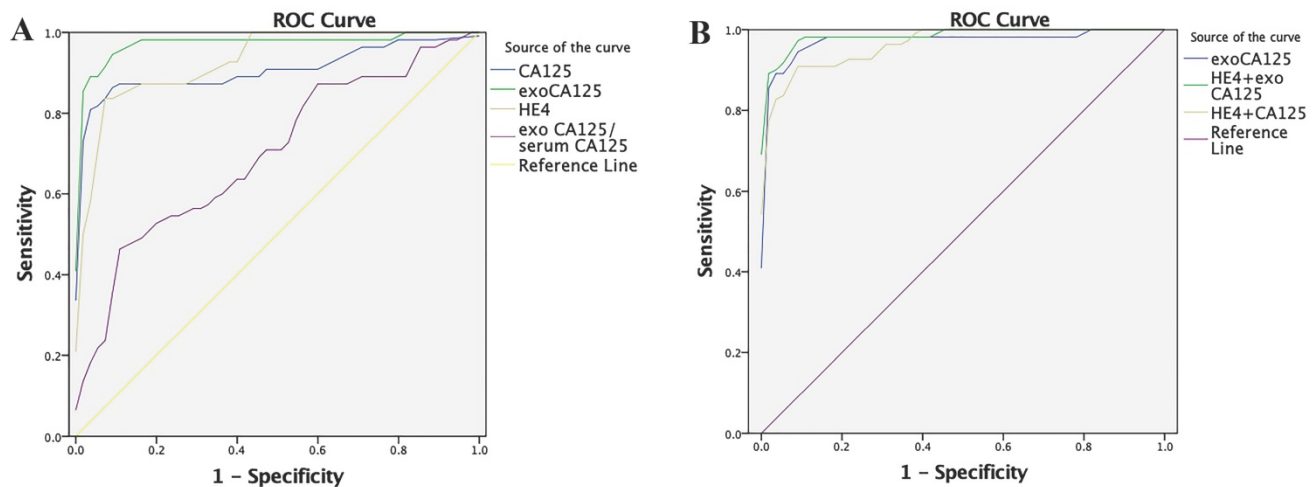 A
ROC Curve
Sensitivity
1.0
0.8
0.6
0.4
0.2
0.0
0.0 0.2 0.4 0.6 0.8 1.0
1 - Specificity
Source of the curve
CA125
exoCA125
HE4
exo CA125/
serum CA125
Reference Line
B
ROC Curve
Sensitivity
1.0
0.8
0.6
0.4
0.2
0.0
0.0 0.2 0.4 0.6 0.8 1.0
1 - Specificity
Source of the curve
exoCA125
HE4+exo
CA125
HE4+CA125
Reference
Line